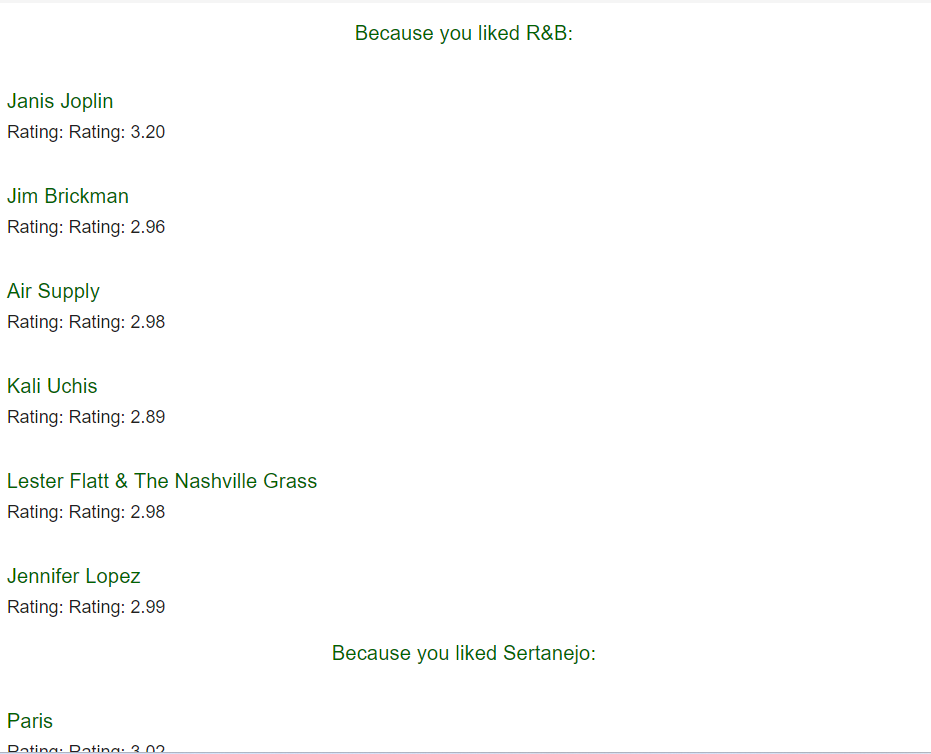 Because you liked R&B:
Janis Joplin
Rating: Rating: 3.20
Jim Brickman
Rating: Rating: 2.96
Air Supply
Rating: Rating: 2.98
Kali Uchis
Rating: Rating: 2.89
Lester Flatt & The Nashville Grass
Rating: Rating: 2.98
Jennifer Lopez
Rating: Rating: 2.99
Because you liked Sertanejo:
Paris
Rating: Rating: 3.02